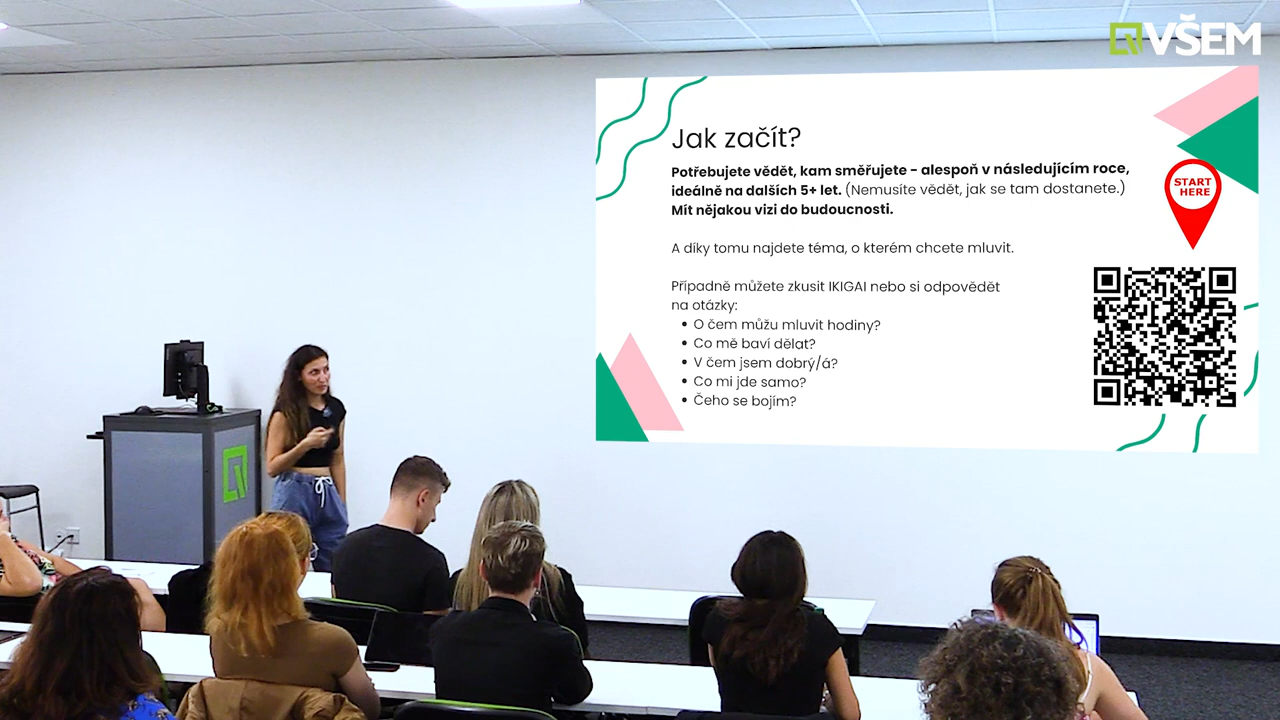 VŠEM
Jak začít?
Potřebujete vědět, kam směřujete - alespoň v následujícím roce,
ideálně na dalších 5+ let. (Nemusíte vědět, jak se tam dostanete.)
Mít nějakou vizi do budoucnosti.
A díky tomu najdete téma, o kterém chcete mluvit.
Případně můžete zkusit IKIGAI nebo si odpovědět
na otázky:
• O čem můžu mluvit hodiny?
• Co mě baví dělat?
• V čem jsem dobrý/á?
• Co mi jde samo?
• Čeho se bojím?
START
HERE